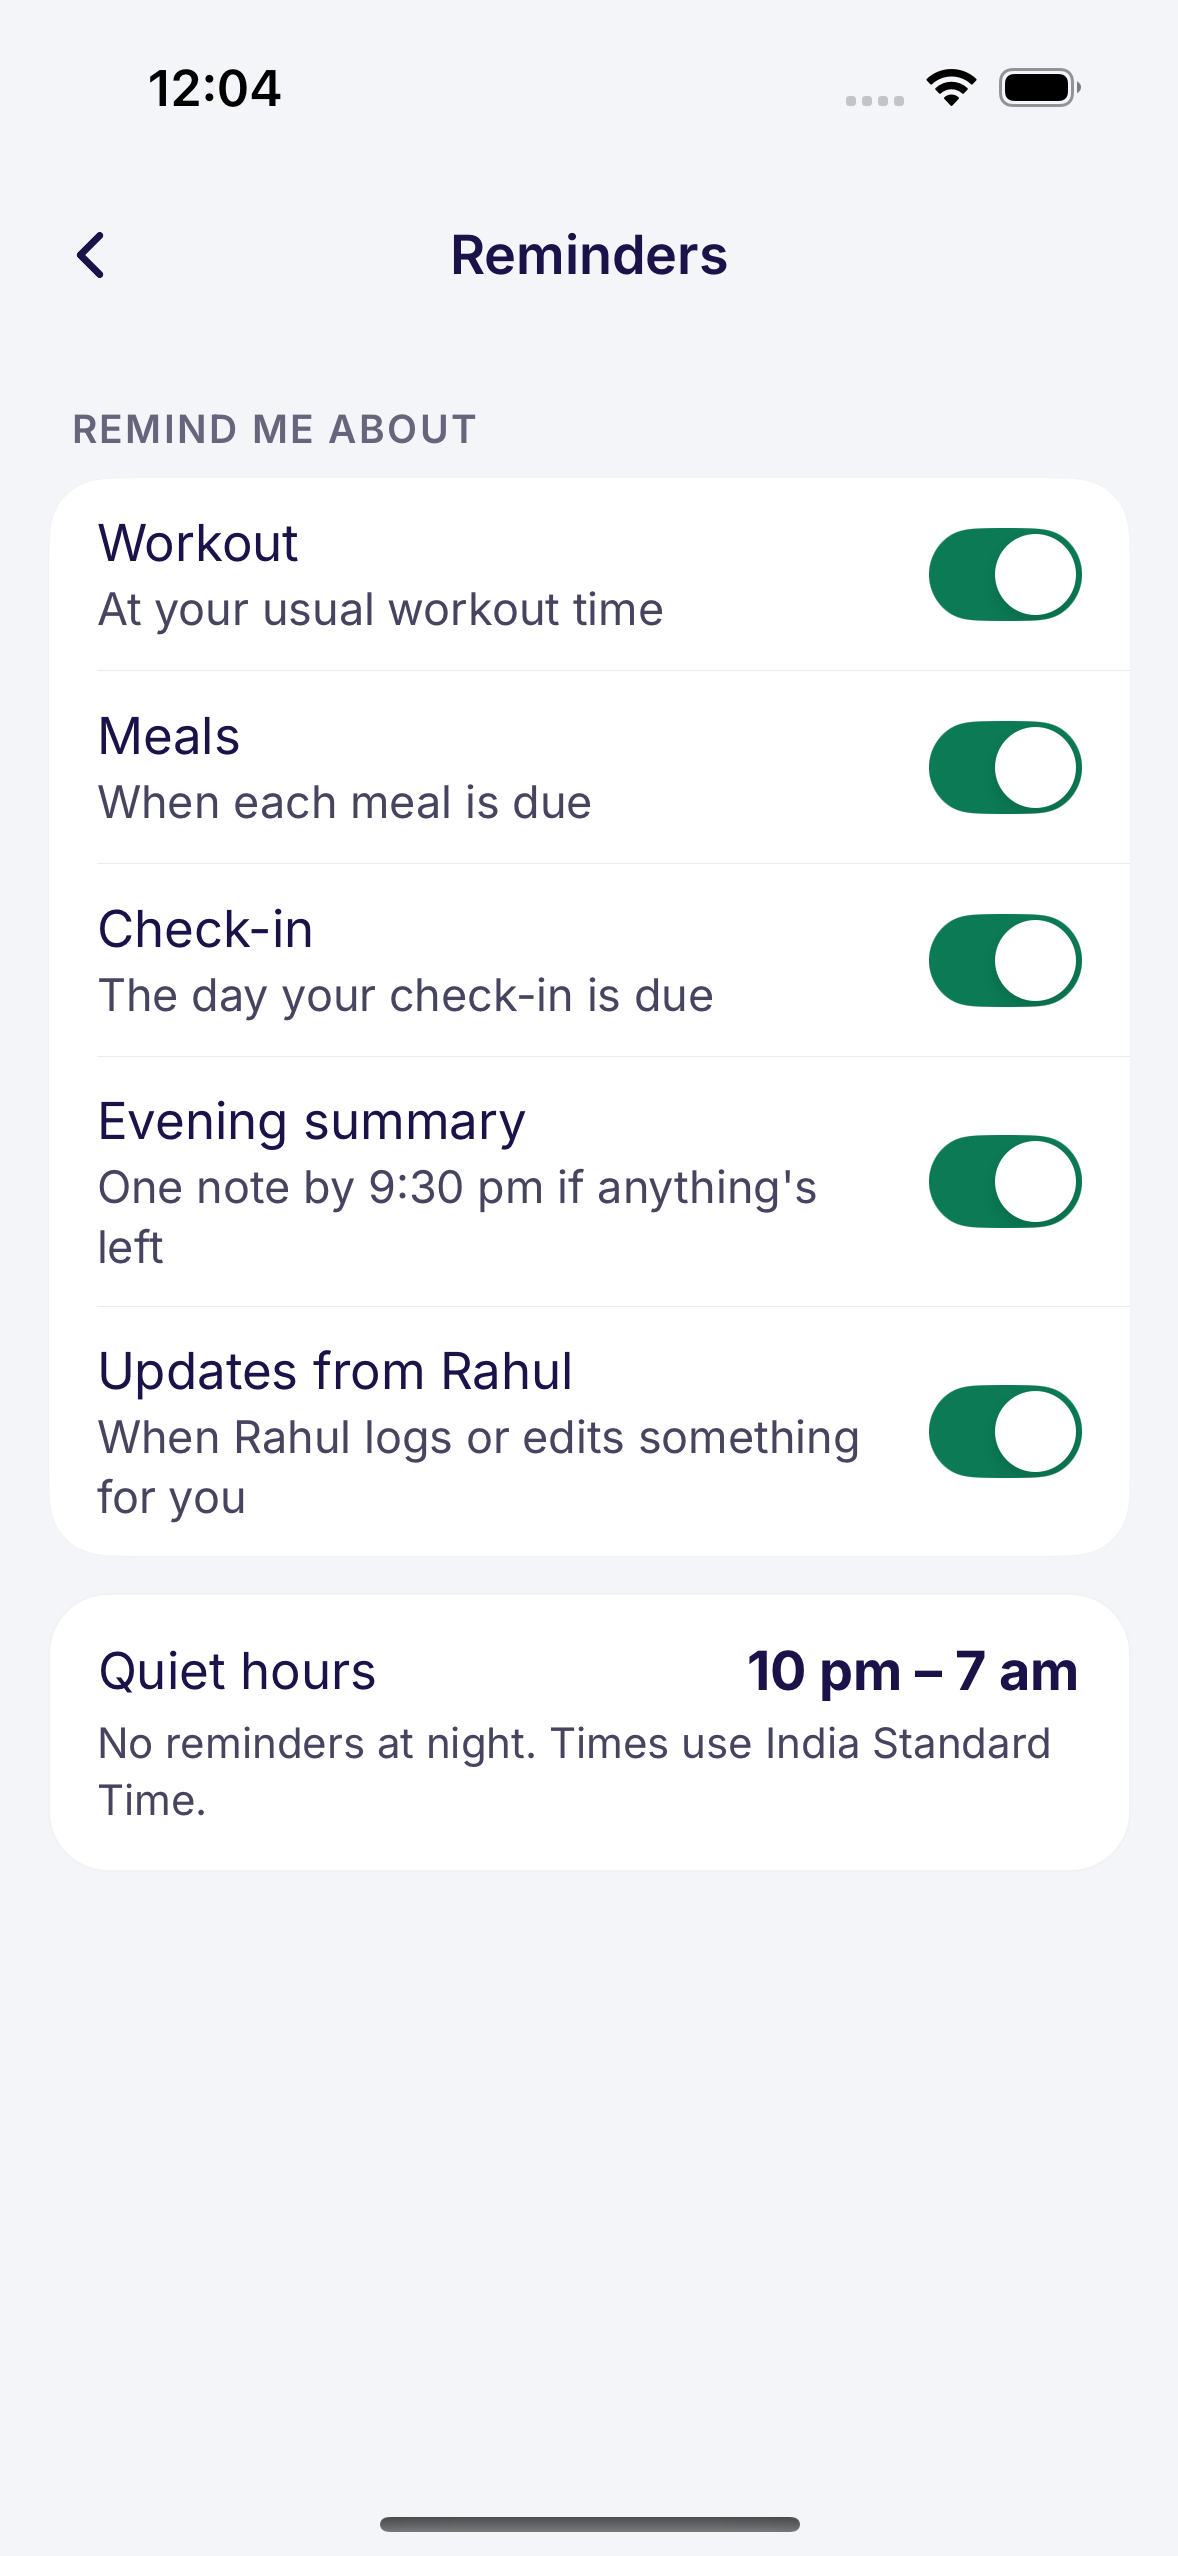 12:04
Reminders
REMIND ME ABOUT
Workout
At your usual workout time
Meals
When each meal is due
Check-in
The day your check-in is due
Evening summary
One note by 9:30 pm if anything's
left
Updates from Rahul
When Rahul logs or edits something
for you
Quiet hours
10 pm – 7 am
No reminders at night. Times use India Standard
Time.